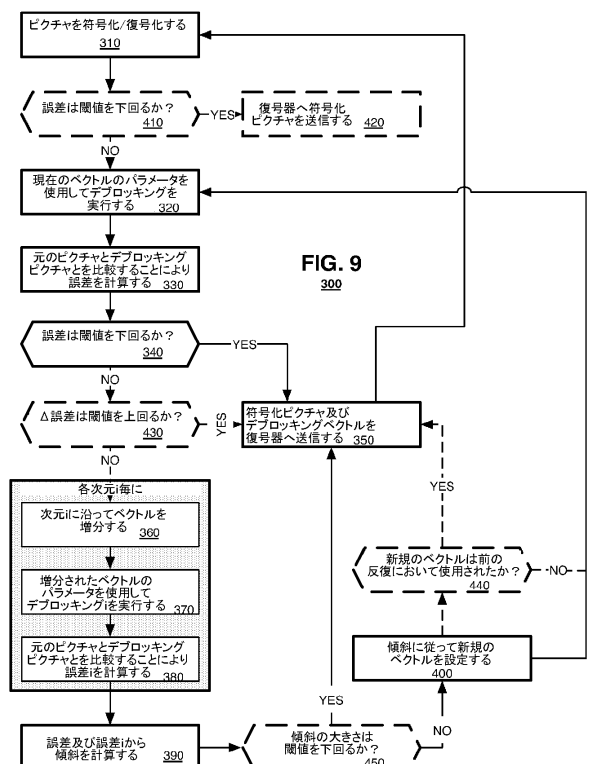 ピクチャを符号化/復号化する
310
誤差は閾値を下回るか?
410
YES
復号器へ符号化
ピクチャを送信する 420
NO
現在のベクトルのパラメータを
使用してデブロッキングを
実行する 320
元のピクチャとデブロッキング
ピクチャとを比較することにより
誤差を計算する 330
FIG. 9
300
誤差は閾値を下回るか?
340
YES
NO
Δ誤差は閾値を上回るか?
430
YES
符号化ピクチャ及び
デブロッキングベクトルを
復号器へ送信する 350
NO
各次元i毎に
次元iに沿ってベクトルを
増分する 360
増分されたベクトルの
パラメータを使用して
デブロッキングiを実行する 370
元のピクチャとデブロッキング
ピクチャとを比較することにより
誤差iを計算する 380
YES
新規のベクトルは前の
反復において使用されたか?
440
NO
傾斜に従って新規の
ベクトルを設定する
400
YES
NO
誤差及び誤差iから
傾斜を計算する 390
傾斜の大きさは
閾値を下回るか?
450